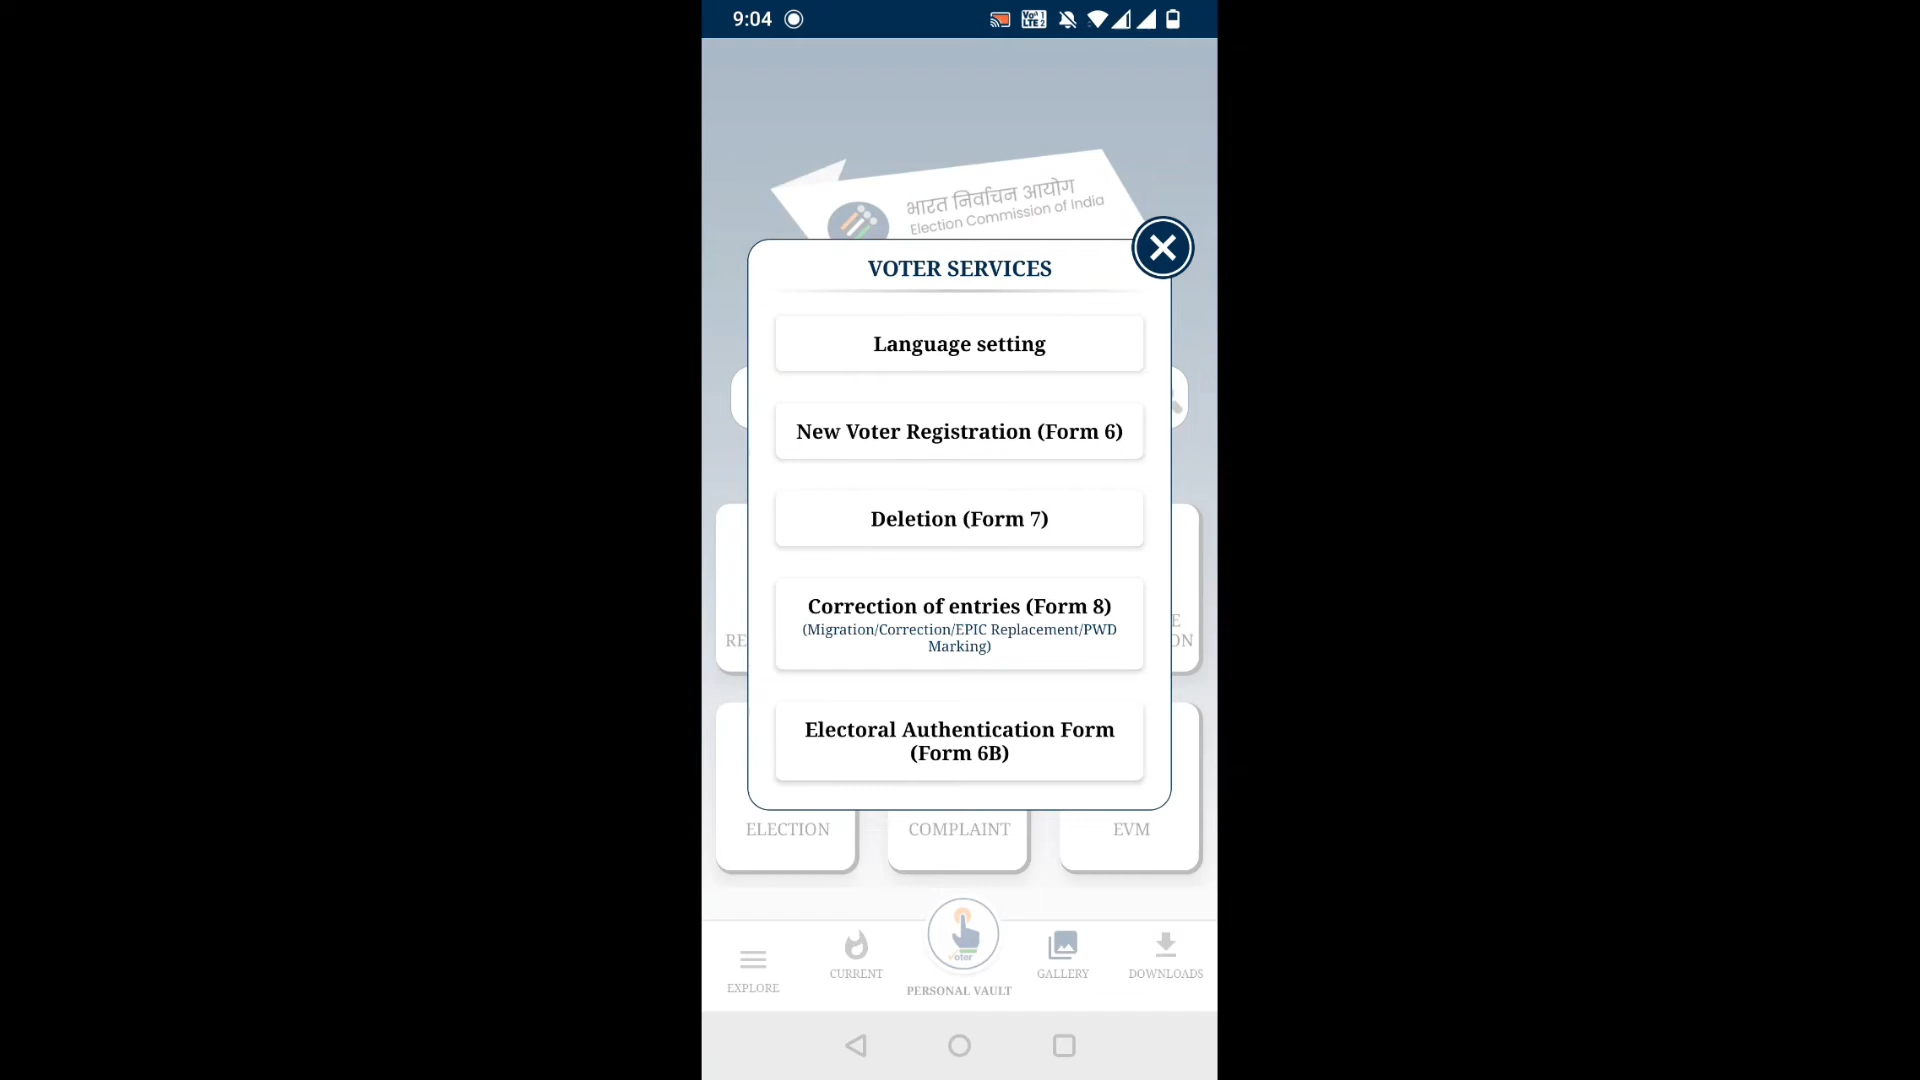 9:04
भारत निर्वाचन आयोग
Election Commission of India
VOTER SERVICES
Language setting
New Voter Registration (Form 6)
Deletion (Form 7)
Correction of entries (Form 8)
(Migration/Correction/EPIC Replacement/PWD
Marking)
Electoral Authentication Form
(Form 6B)
ELECTION
COMPLAINT
EVM
EXPLORE
CURRENT
PERSONAL VAULT
GALLERY
DOWNLOADS